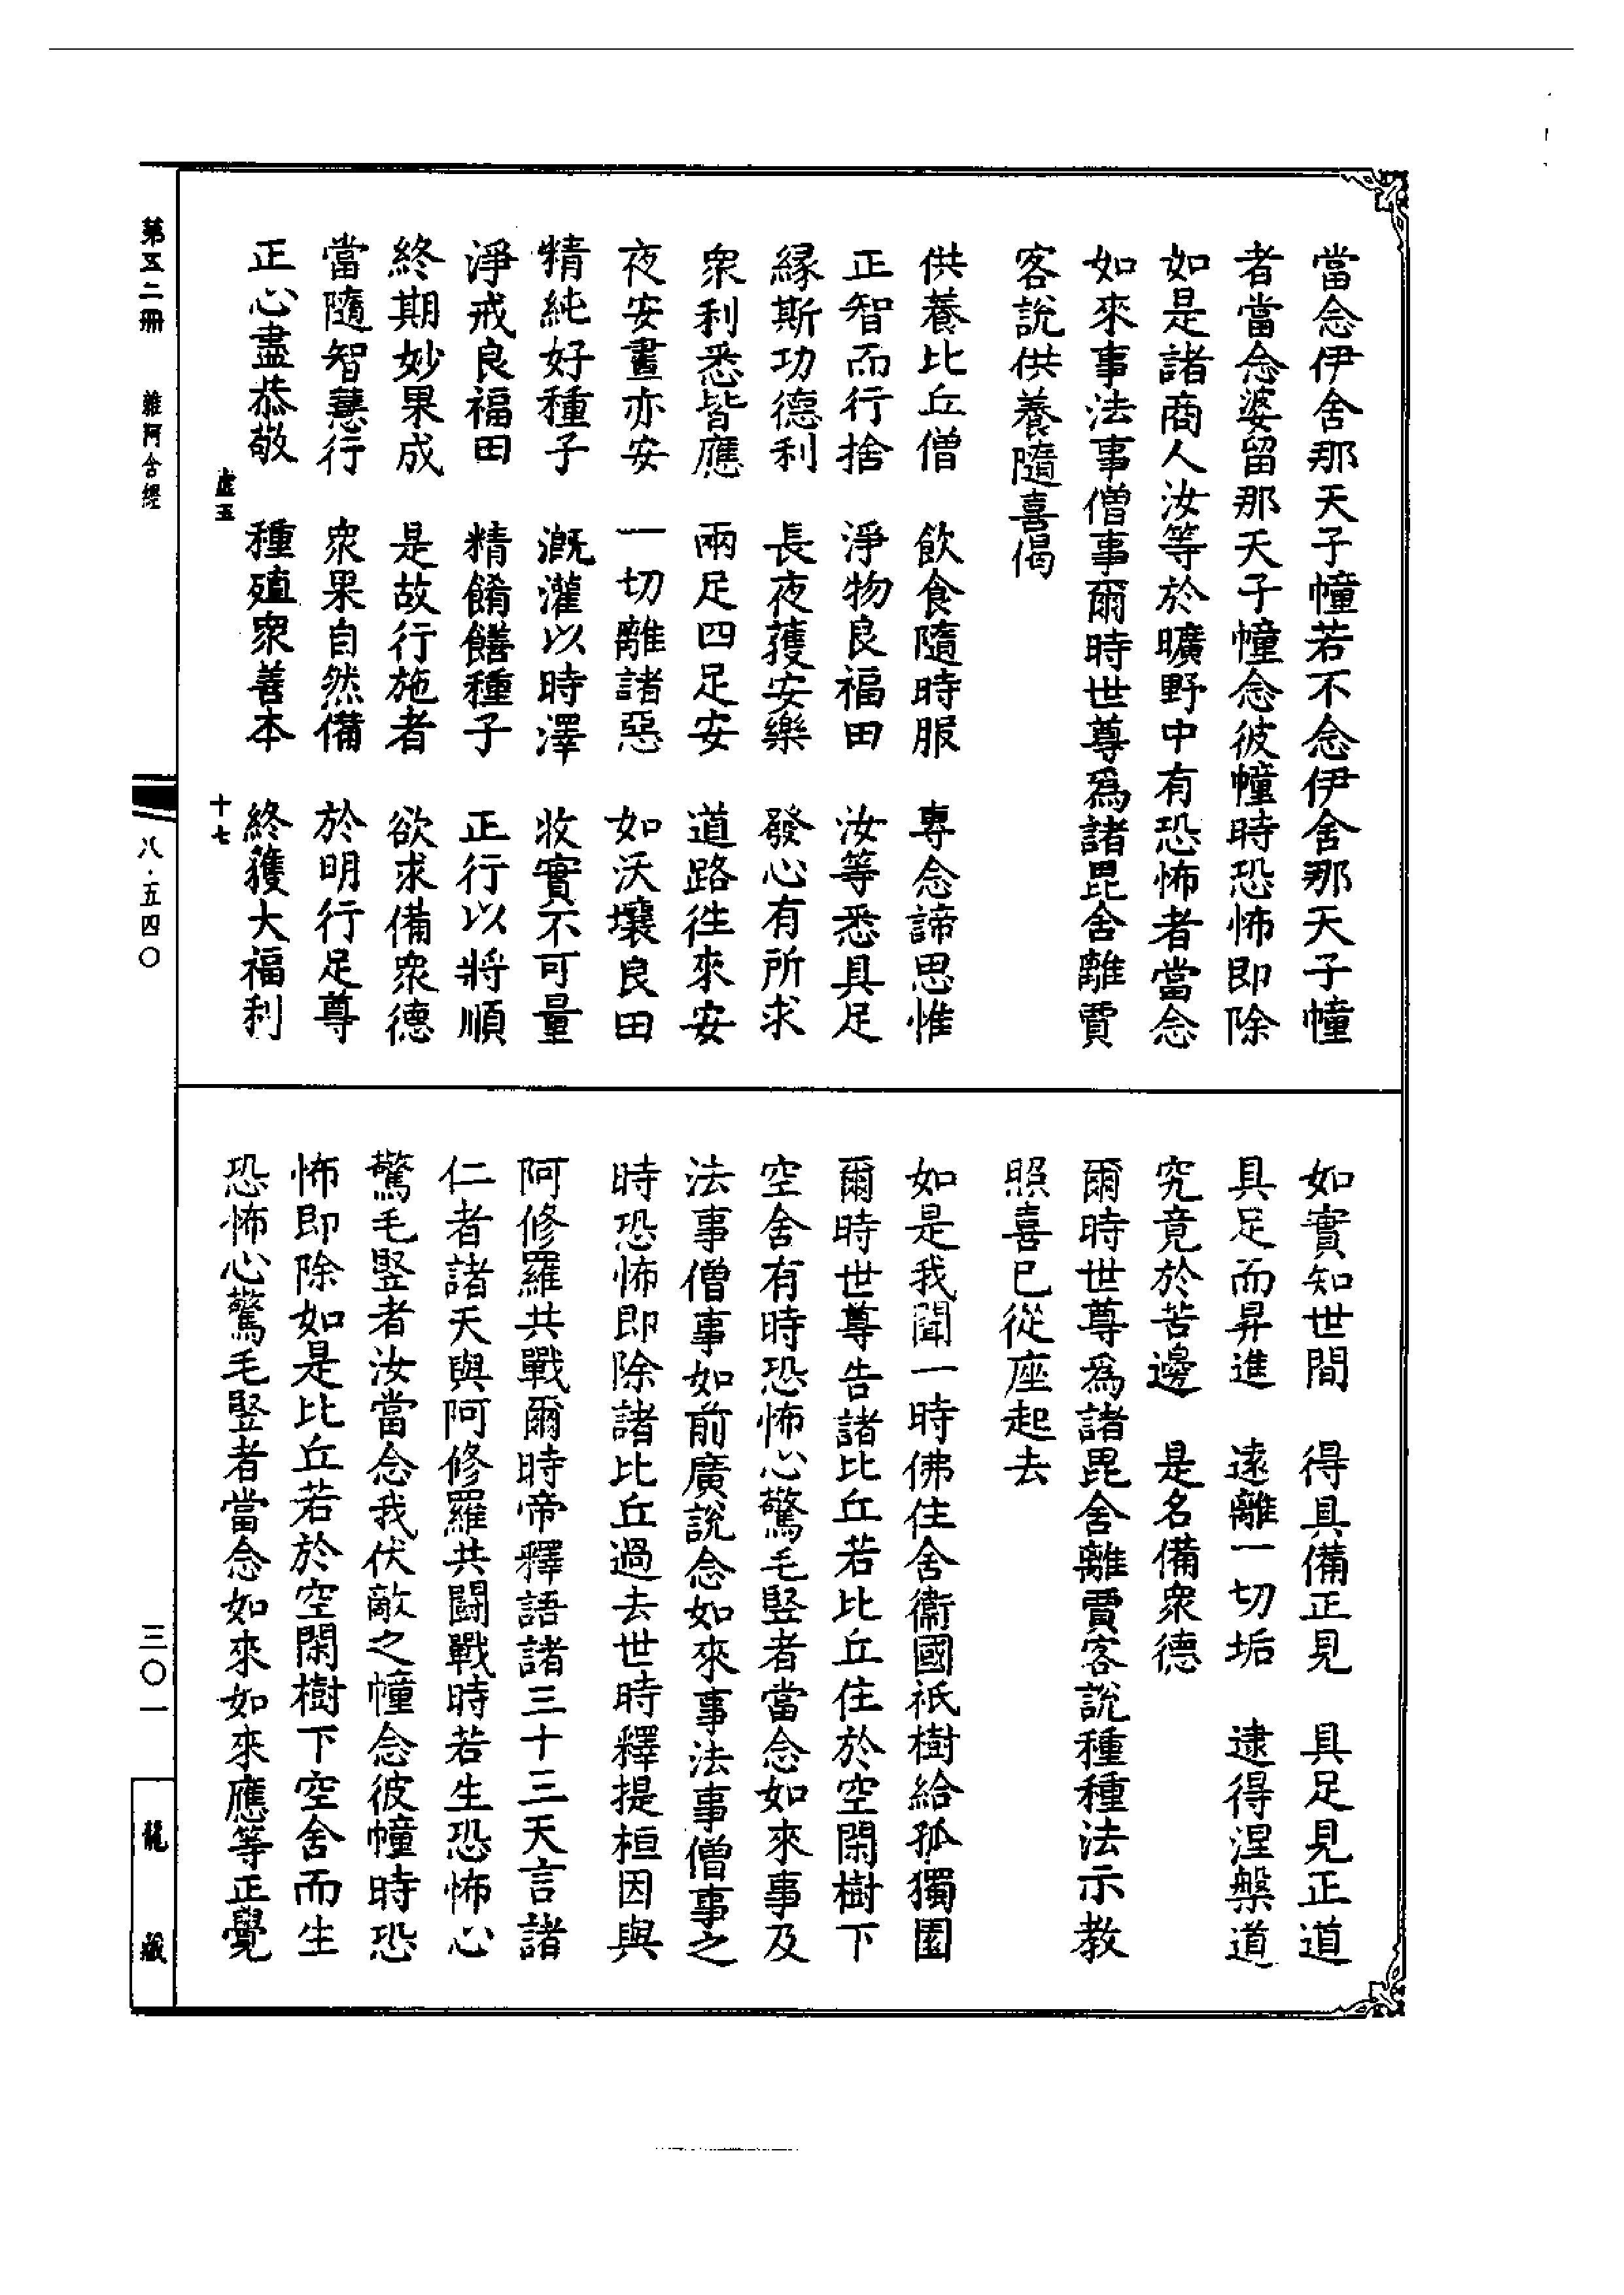 當念伊舍那天子幢若不念伊舍那天子幢
者當念婆留那天子幢念彼幢時恐怖即除
如是諸商人汝等於曠野中有恐怖者當念
如來事法事僧事爾時世尊為諸毘舍離賈
客說供養隨喜偈
供養比丘僧　飲食隨時服　專念諦思惟
正智而行捨　淨物良福田　汝等悉具足
緣斯功德利　長夜獲安樂　發心有所求
衆利悉皆應　兩足四足安　道路往來安
夜安晝亦安　一切離諸惡　如沃壤良田
精純好種子　溉灌以時澤　收實不可量
淨戒良福田　精餚饍種子　正行以將順
終期妙果成　是故行施者　欲求備衆德
當隨智慧行　衆果自然備　於明行足尊
正心盡恭敬　種殖衆善本　終獲大福利
虛五　十七
如實知世間　得具備正見　具足見正道
具足而昇進　遠離一切垢　逮得涅槃道
究竟於苦邊　是名備衆德
爾時世尊為諸毘舍離賈客說種種法示教
照喜已從座起去
如是我聞一時佛住舍衞國祇樹給孤獨園
爾時世尊告諸比丘若比丘住於空閑樹下
空舍有時恐怖心驚毛豎者當念如來事及
法事僧事如前廣說念如來事法事僧事之
時恐怖即除諸比丘過去世時釋提桓因與
阿修羅共戰爾時帝釋語諸三十三天言諸
仁者諸天與阿修羅共鬪戰時若生恐怖心
驚毛豎者汝當念我伏敵之幢念彼幢時恐
怖即除如是比丘若於空閑樹下空舍而生
恐怖心驚毛豎者當念如來如來應等正覺
第五二冊　雜阿含經　八·五四〇　三〇一　龍藏